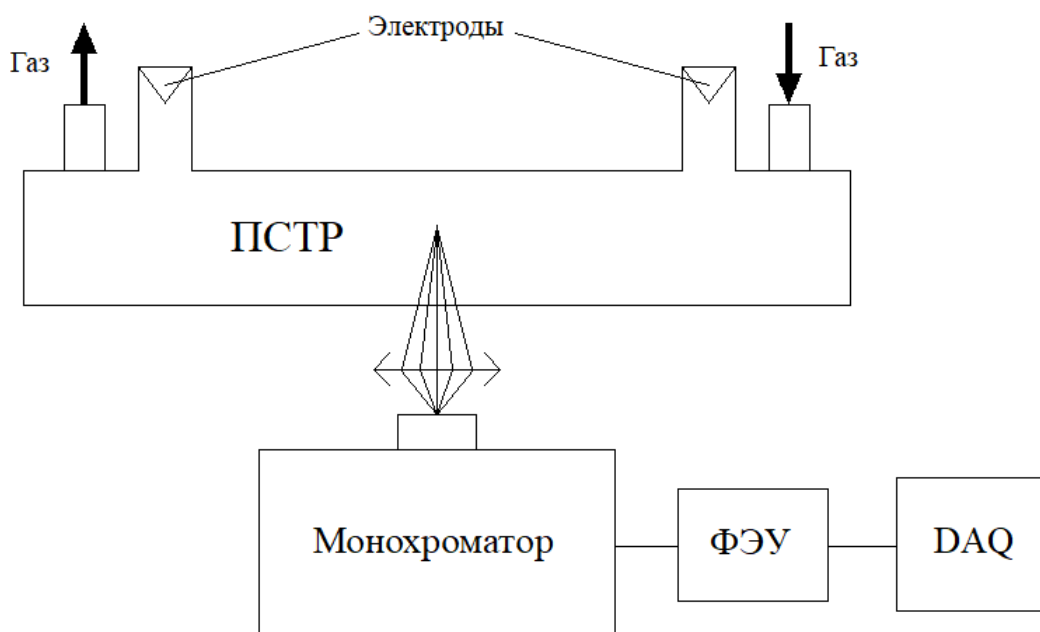 Электроды
Газ
Газ
ПСТР
Монохроматор
ФЭУ
DAQ